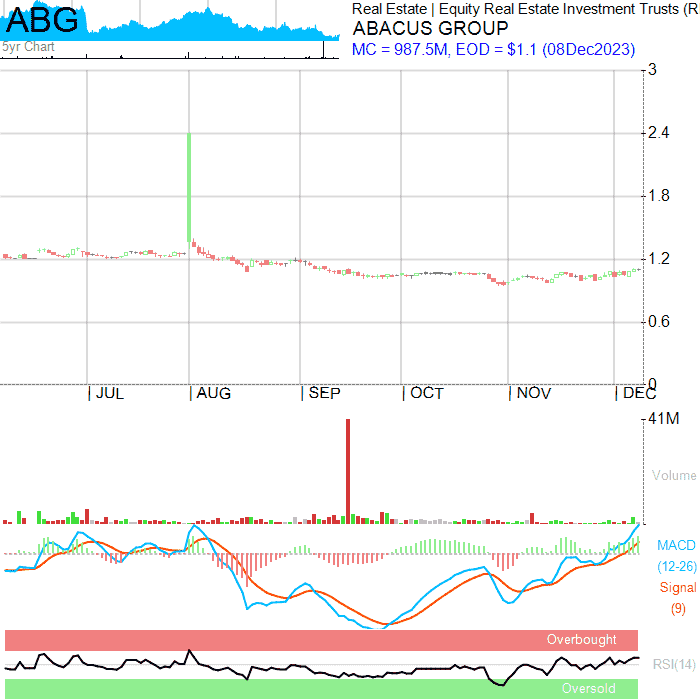 ABG
5yr Chart
Real Estate | Equity Real Estate Investment Trusts (R
ABACUS GROUP
MC = 987.5M, EOD = $1.1 (08Dec2023)
3
2.4
1.8
1.2
0.6
0
JUL
AUG
SEP
OCT
NOV
DEC
41M
Volume
MACD
(12-26)
Signal
(9)
Overbought
RSI(14)
Oversold